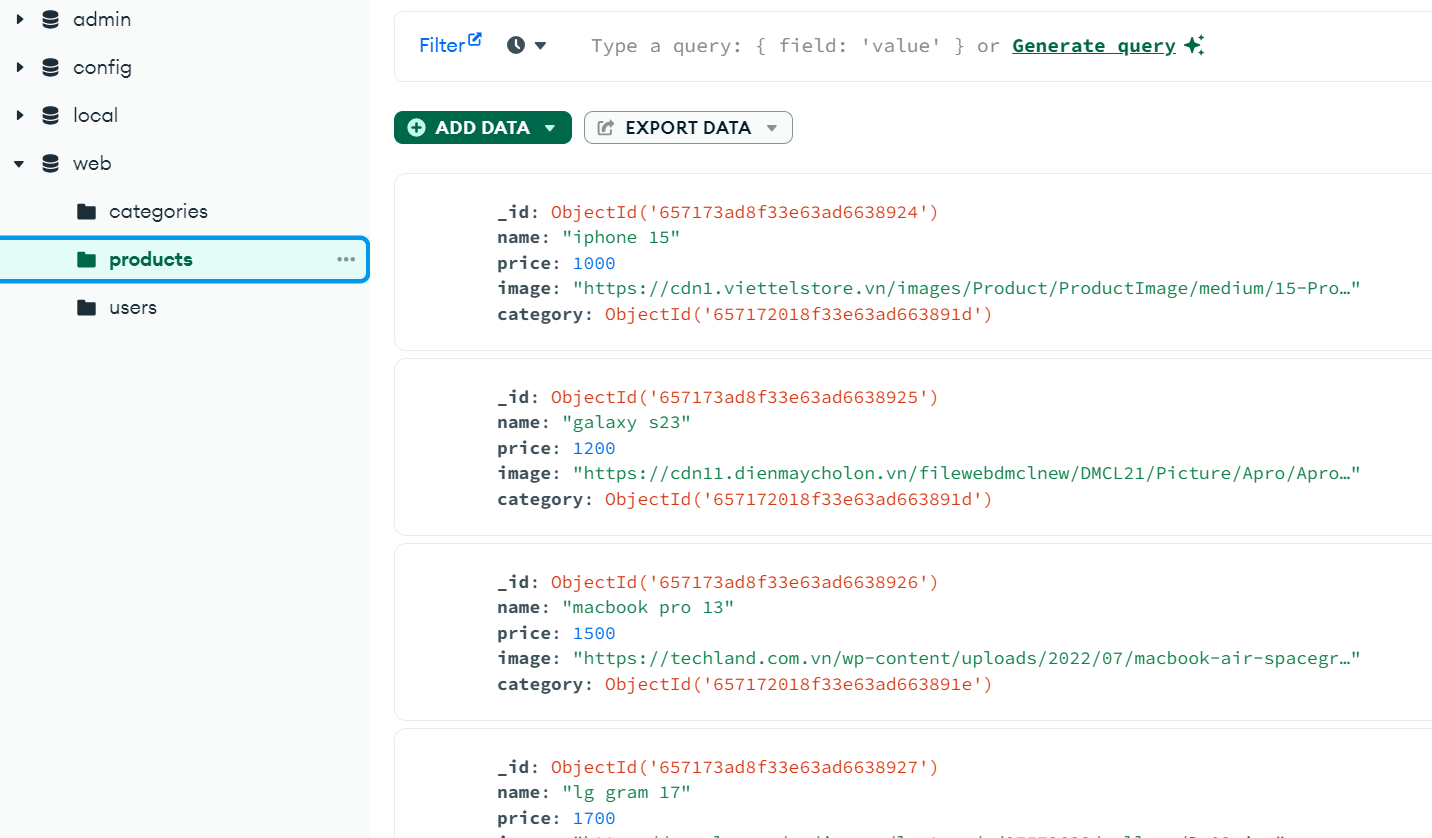 admin
config
local
web
categories
products
users
Filter
Type a query: { field: 'value' } or Generate query
ADD DATA
EXPORT DATA
_id: ObjectId('657173ad8f33e63ad6638924')
name: "iphone 15"
price: 1000
image: "https://cdn1.viettelstore.vn/images/Product/ProductImage/medium/15-Pro…"
category: ObjectId('657172018f33e63ad663891d')
_id: ObjectId('657173ad8f33e63ad6638925')
name: "galaxy s23"
price: 1200
image: "https://cdn11.dienmaycholon.vn/filewebdmclnew/DMCL21/Picture/Apro/Apro…"
category: ObjectId('657172018f33e63ad663891d')
_id: ObjectId('657173ad8f33e63ad6638926')
name: "macbook pro 13"
price: 1500
image: "https://techland.com.vn/wp-content/uploads/2022/07/macbook-air-spacegr…"
category: ObjectId('657172018f33e63ad663891e')
_id: ObjectId('657173ad8f33e63ad6638927')
name: "lg gram 17"
price: 1700